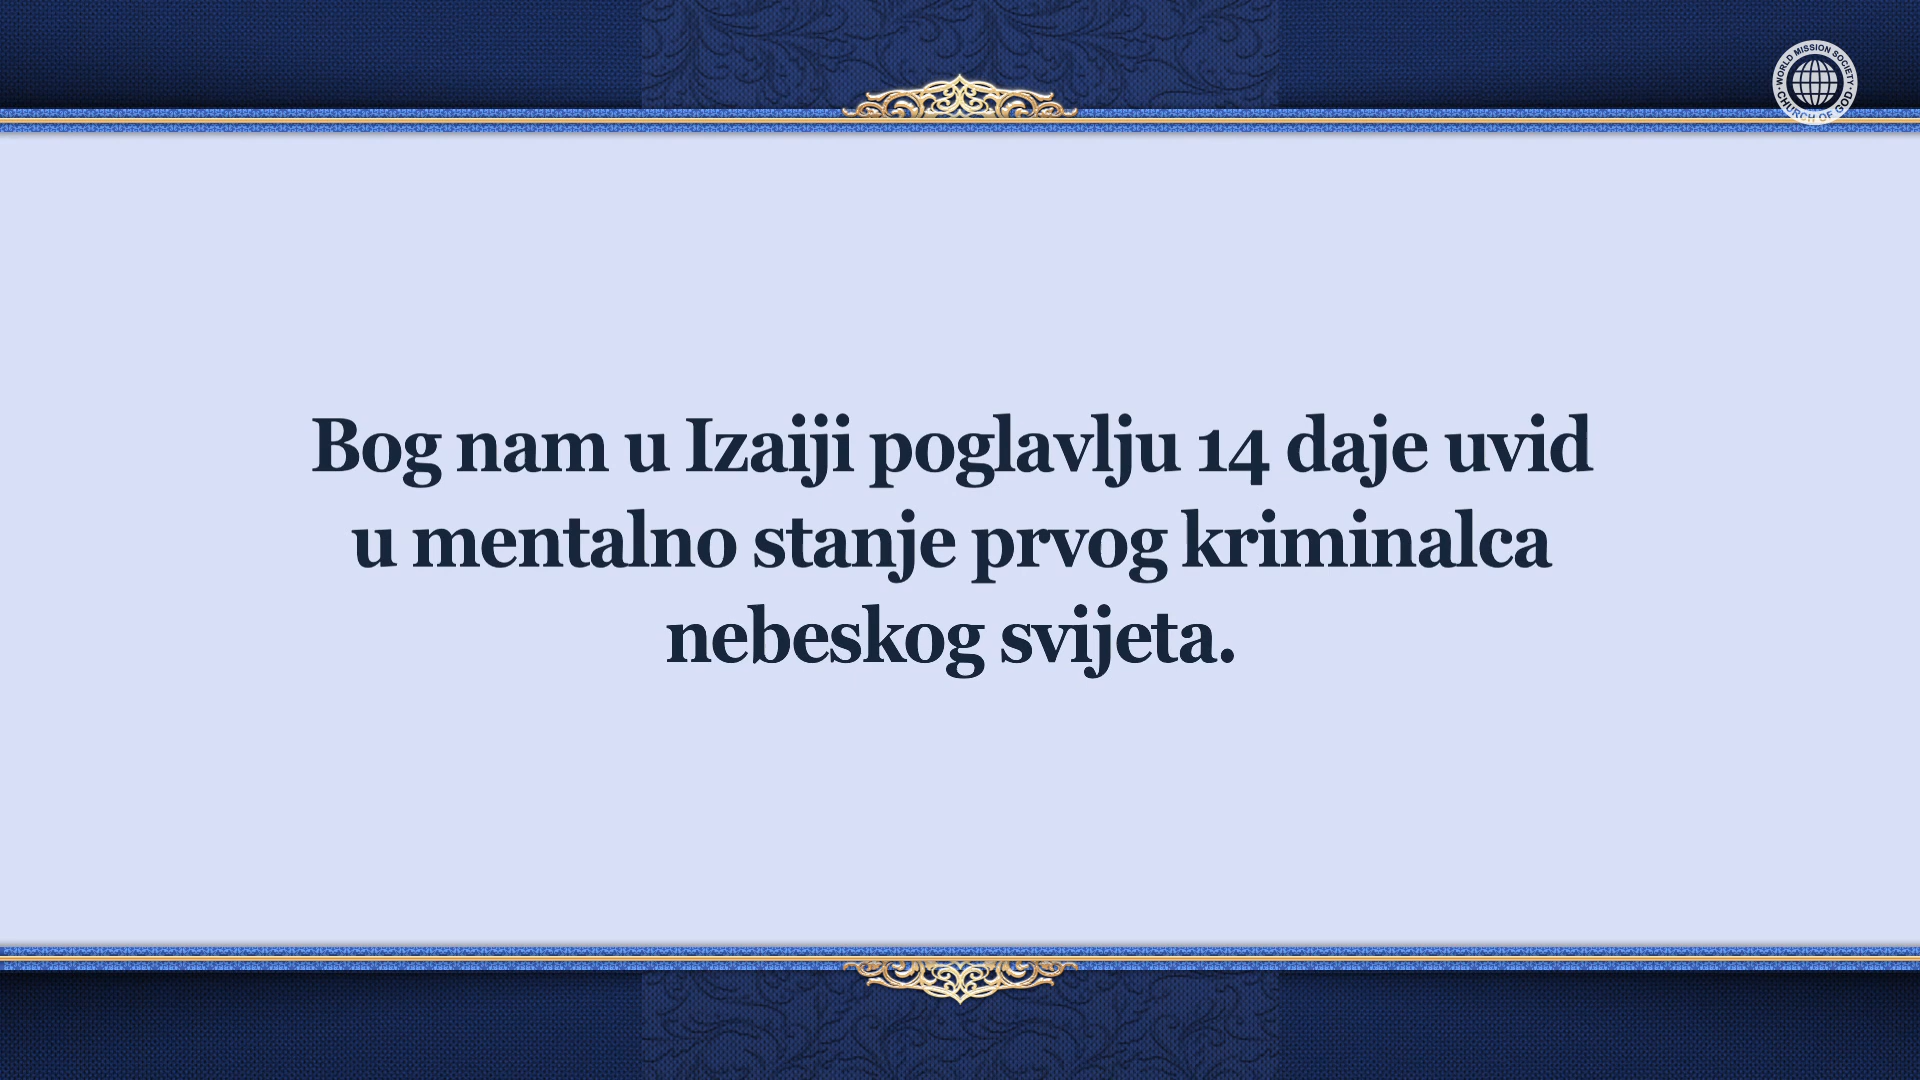 WORLD MISSION SOCIETY
CHURCH OF GOD
Bog nam u Izaiji poglavlju 14 daje uvid
u mentalno stanje prvog kriminalca
nebeskog svijeta.